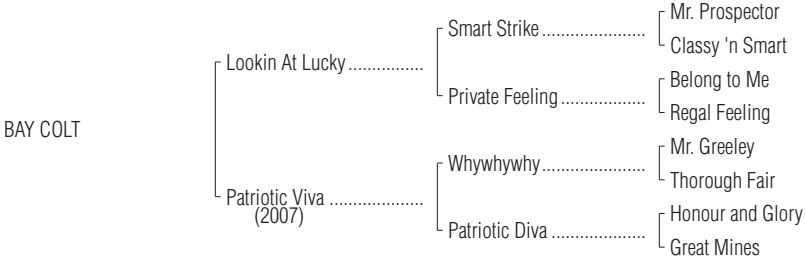 Mr. Prospector
Smart Strike......................
Classy 'n Smart
Lookin At Lucky................
Belong to Me
Private Feeling..................
Regal Feeling
BAY COLT
Mr. Greeley
Whywhywhy......................
Thorough Fair
Patriotic Viva ....................
(2007)
Honour and Glory
Patriotic Diva ....................
Great Mines